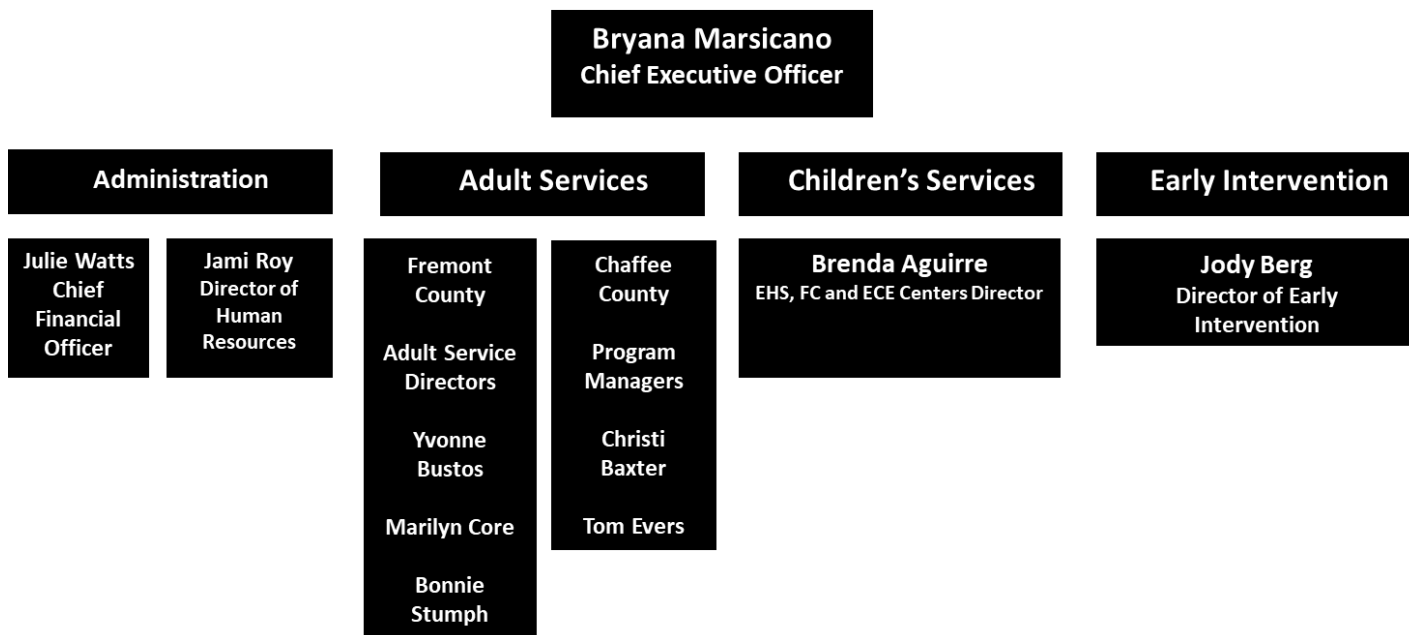 Bryana Marsicano
Chief Executive Officer
Administration
Adult Services
Children's Services
Early Intervention
Julie Watts
Chief
Financial
Officer
Jami Roy
Director of
Human
Resources
Fremont
County
Adult Service
Directors
Yvonne
Bustos
Marilyn Core
Bonnie
Stumph
Chaffee
County
Program
Managers
Christi
Baxter
Tom Evers
Brenda Aguirre
EHS, FC and ECE Centers Director
Jody Berg
Director of Early
Intervention